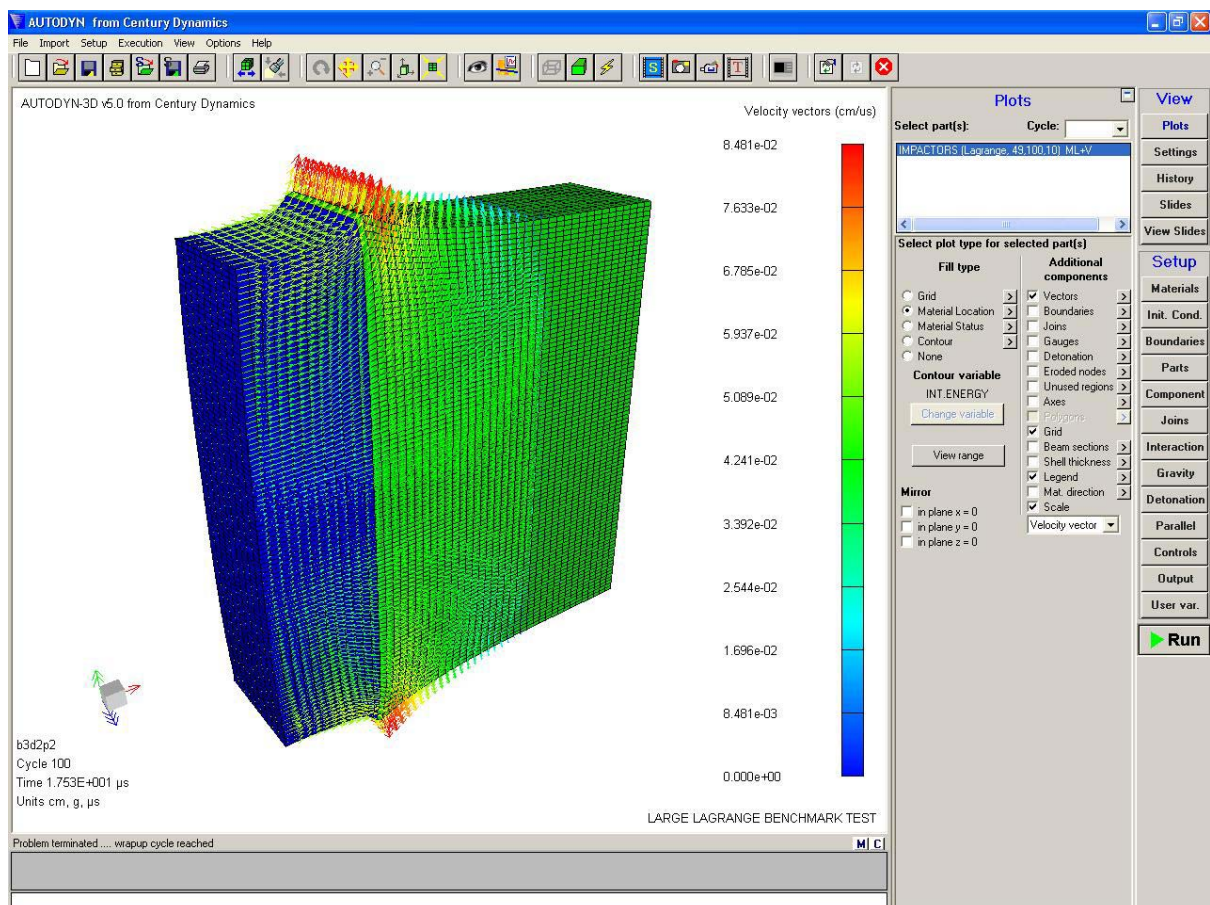 AUTODYN from Century Dynamics
File Import Setup Execution View Options Help
AUTODYN-3D v5.0 from Century Dynamics
Velocity vectors (cm/us)
8.481e-02
7.633e-02
6.785e-02
5.937e-02
5.089e-02
4.241e-02
3.392e-02
2.544e-02
1.696e-02
8.481e-03
0.000e+00
b3d2p2
Cycle 100
Time 1.753E+001 µs
Units cm, g, µs
LARGE LAGRANGE BENCHMARK TEST
Problem terminated .... wrapup cycle reached
M C
Plots
Select part(s): Cycle:
IMPACTORS (Lagrange, 49,100,10) ML+V
Select plot type for selected part(s)
Fill type
Grid
Material Location
Material Status
Contour
None
Contour variable
INT.ENERGY
Change variable
View range
Mirror
in plane x = 0
in plane y = 0
in plane z = 0
Additional
components
Vectors
Boundaries
Joins
Gauges
Detonation
Eroded nodes
Unused regions
Axes
Polygons
Grid
Beam sections
Shell thickness
Legend
Mat. direction
Scale
Velocity vector
View
Plots
Settings
History
Slides
View Slides
Setup
Materials
Init. Cond.
Boundaries
Parts
Component
Joins
Interaction
Gravity
Detonation
Parallel
Controls
Output
User var.
Run